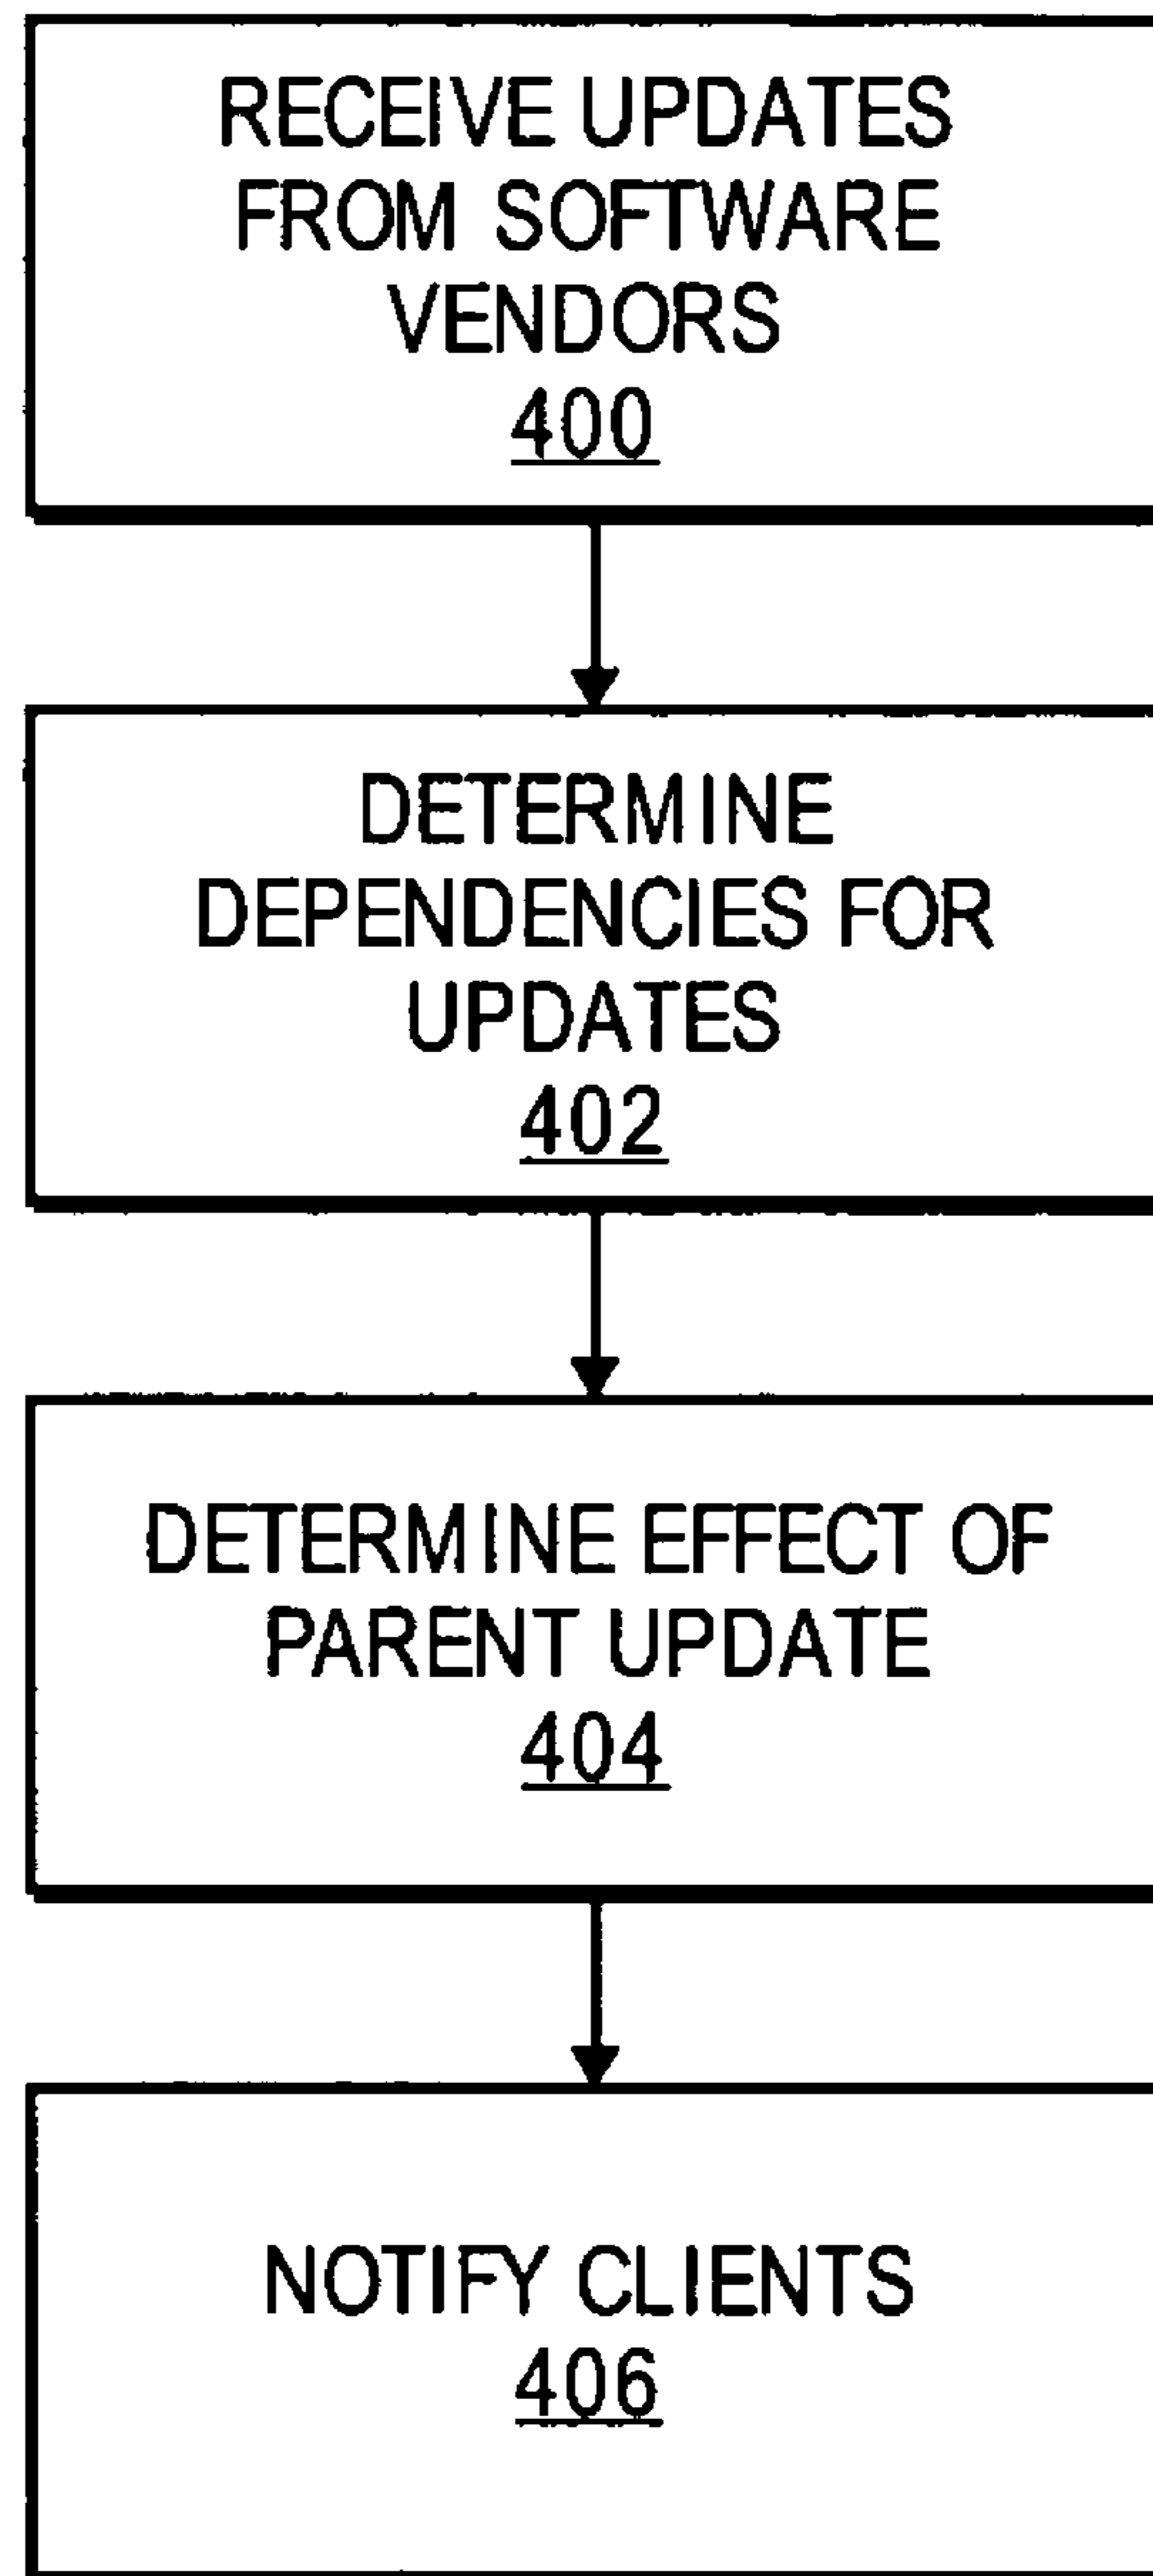 RECEIVE UPDATES
FROM SOFTWARE
VENDORS
400
DETERMINE
DEPENDENCIES FOR
UPDATES
402
DETERMINE EFFECT OF
PARENT UPDATE
404
NOTIFY CLIENTS
406